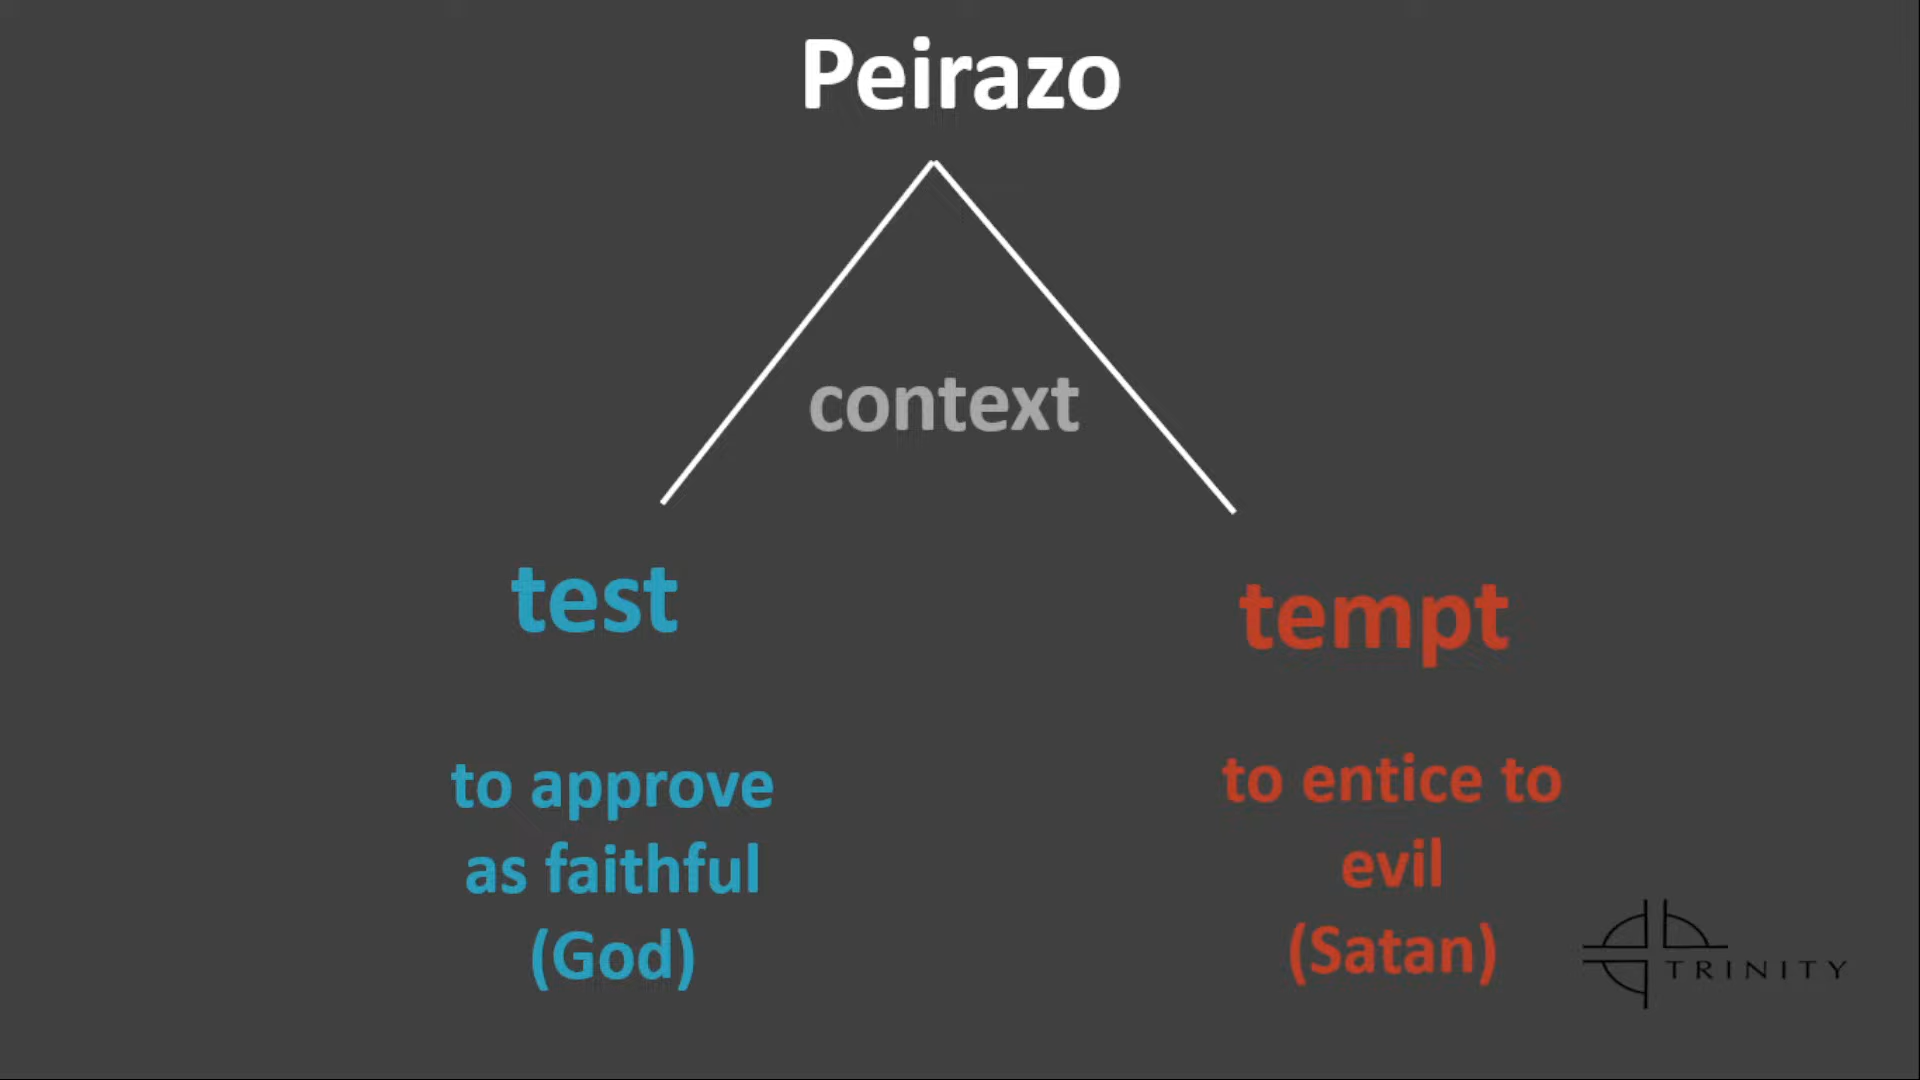 Peirazo
context
test
tempt
to approve
as faithful
(God)
to entice to
evil
(Satan)
TRINITY